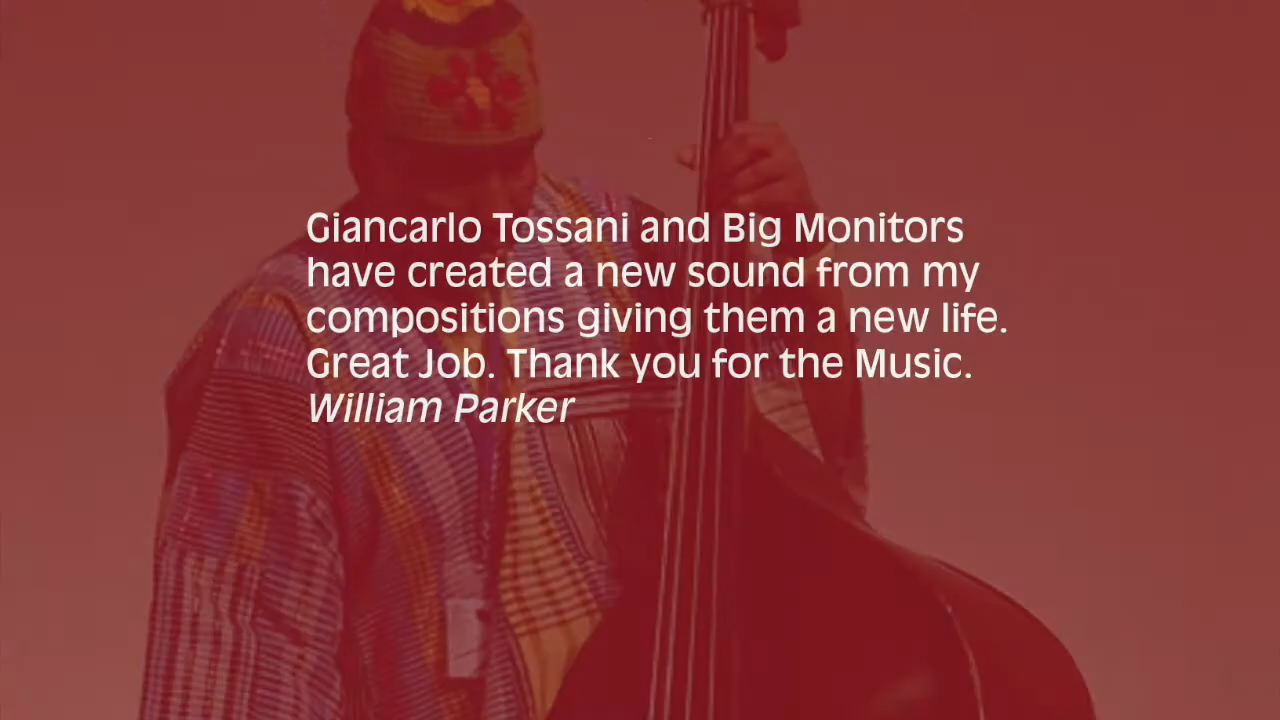 Giancarlo Tossani and Big Monitors
have created a new sound from my
compositions giving them a new life.
Great Job. Thank you for the Music.
William Parker